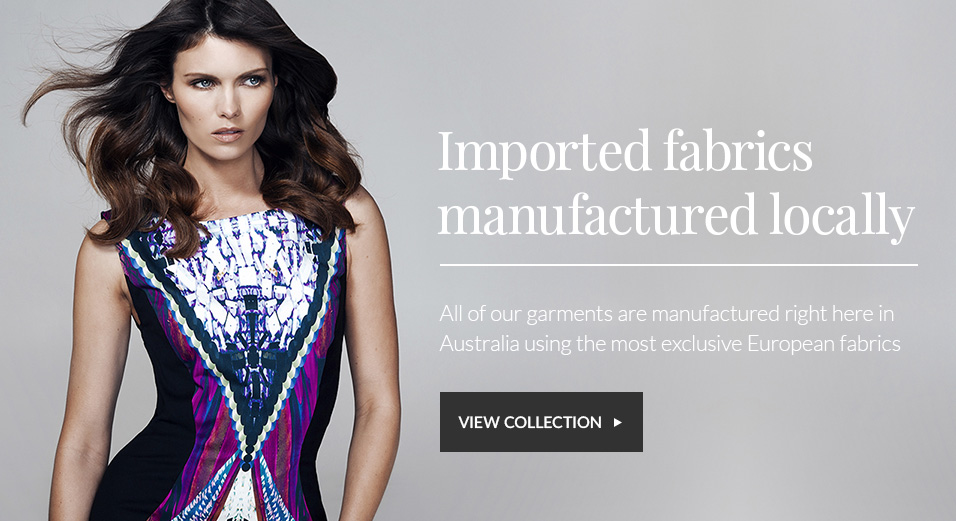 Imported fabrics
manufactured locally
All of our garments are manufactured right here in
Australia using the most exclusive European fabrics
VIEW COLLECTION